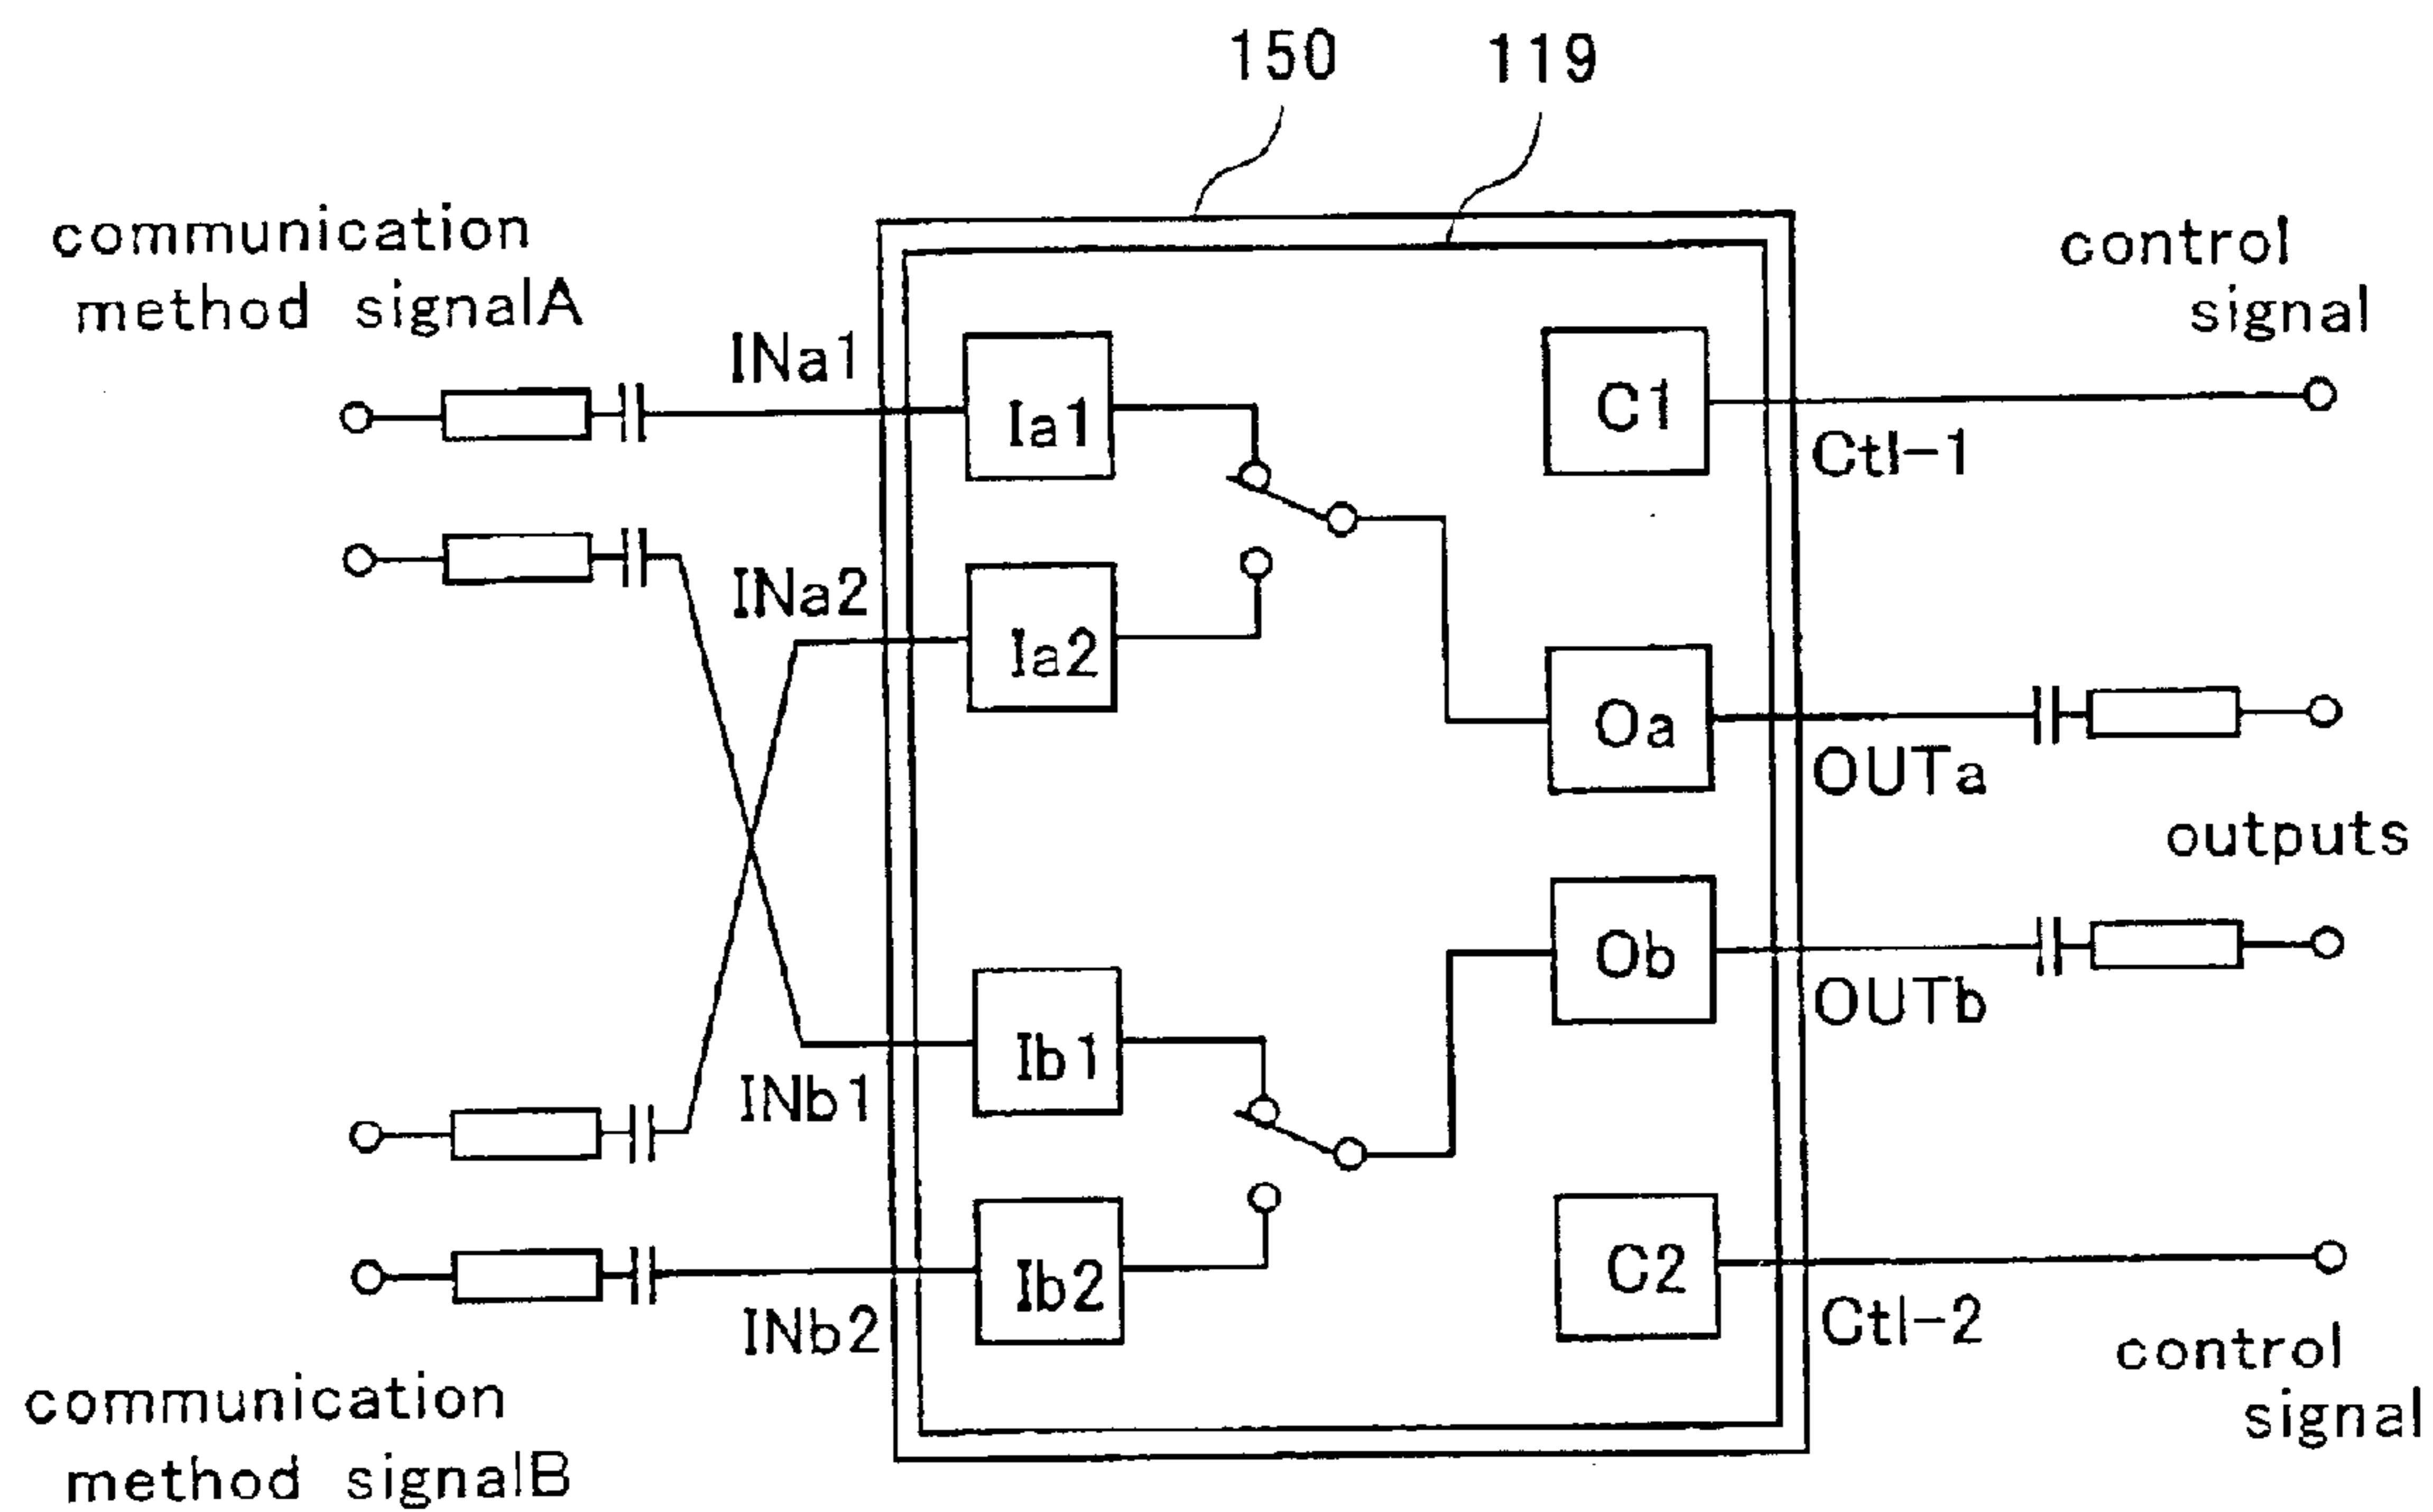 150
119
communication
method signalA
control
signal
INa1
Ia1
C1
Ctl-1
INa2
Ia2
Oa
OUTa
outputs
Ob
OUTb
INb1
Ib1
Ib2
INb2
C2
Ctl-2
control
signal
communication
method signalB